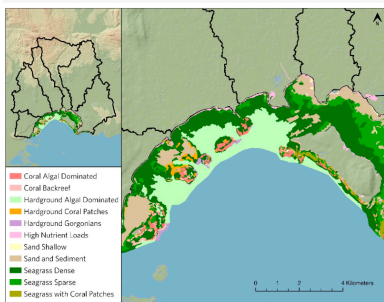 N
Coral Algal Dominated
Coral Backreef
Hardground Algal Dominated
Hardground Coral Patches
Hardground Gorgonians
High Nutrient Loads
Sand Shallow
Sand and Sediment
Seagrass Dense
Seagrass Sparse
Seagrass with Coral Patches
0 1 2 4 Kilometers